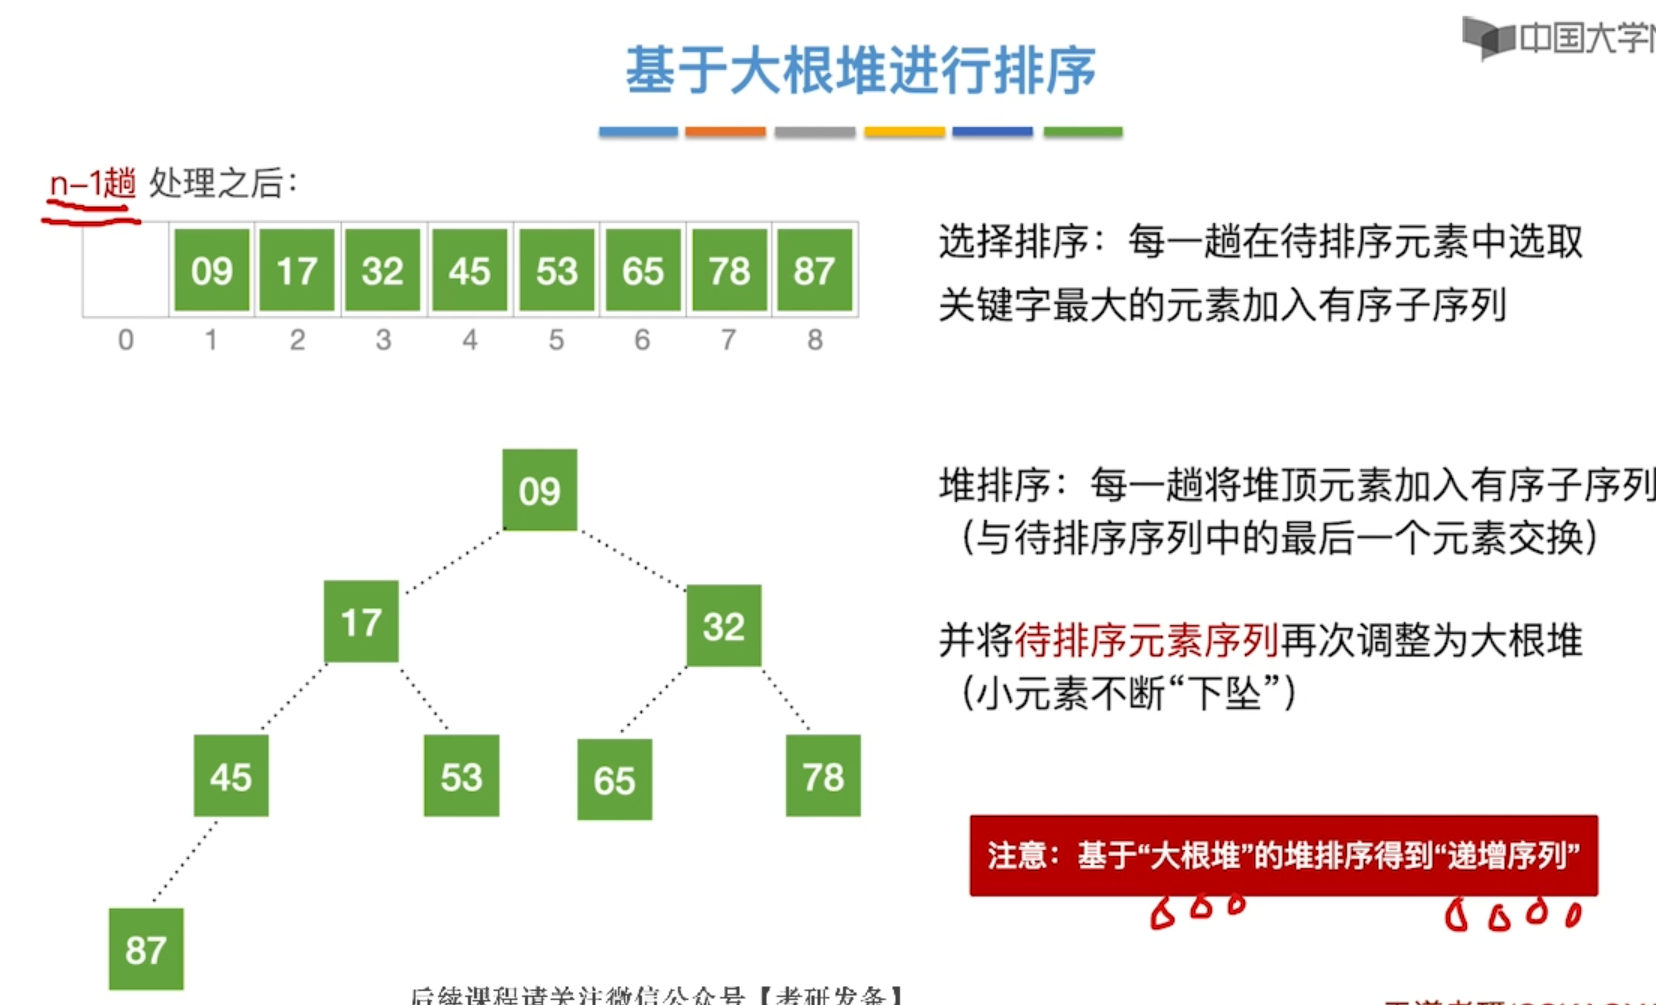 中国大学
基于大根堆进行排序
n-1趟 处理之后：
09 17 32 45 53 65 78 87
0 1 2 3 4 5 6 7 8
选择排序：每一趟在待排序元素中选取
关键字最大的元素加入有序子序列
09
17 32
45 53 65 78
87
堆排序：每一趟将堆顶元素加入有序子序列
（与待排序序列中的最后一个元素交换）
并将待排序元素序列再次调整为大根堆
（小元素不断“下坠”）
注意：基于“大根堆”的堆排序得到“递增序列”
后续课程请关注微信公众号【考研发条】